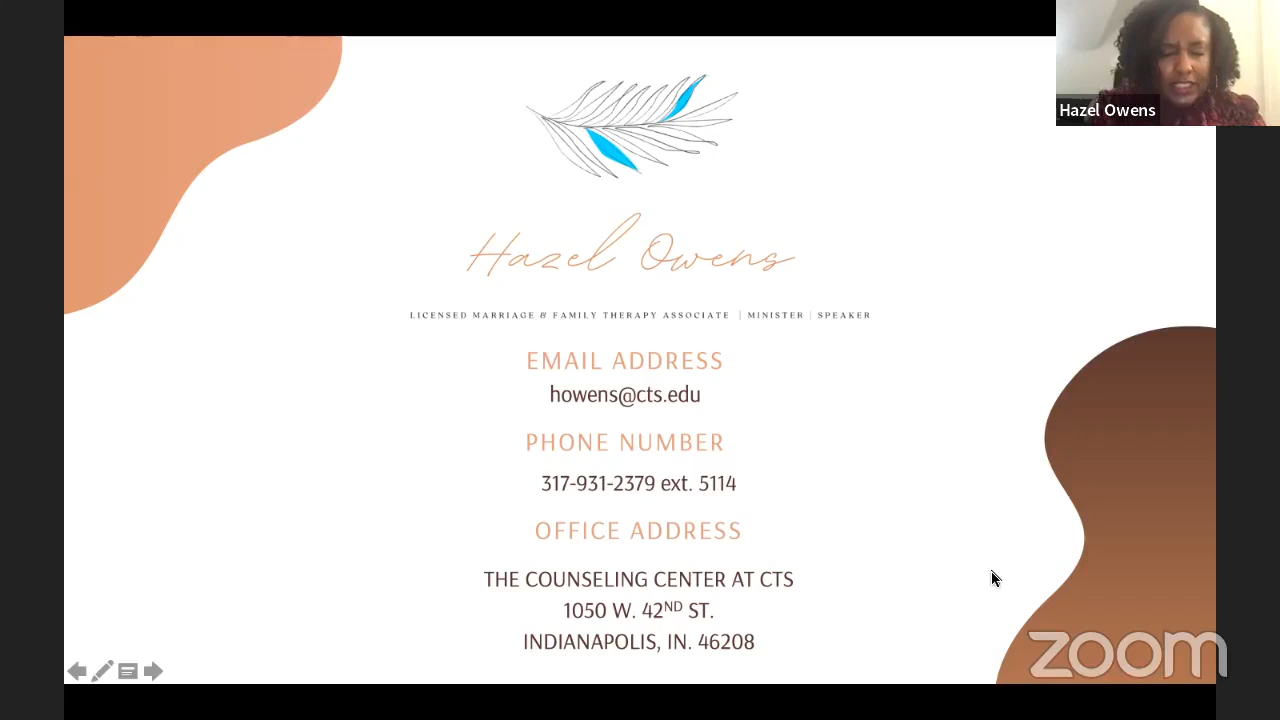 Hazel Owens
Hazel Owens
LICENSED MARRIAGE & FAMILY THERAPY ASSOCIATE | MINISTER | SPEAKER
EMAIL ADDRESS
howens@cts.edu
PHONE NUMBER
317-931-2379 ext. 5114
OFFICE ADDRESS
THE COUNSELING CENTER AT CTS
1050 W. 42ND ST.
INDIANAPOLIS, IN. 46208
zoom